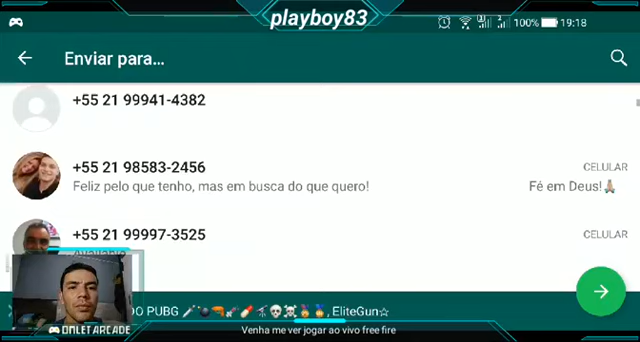 playboy83
100% 19:18
Enviar para...
+55 21 99941-4382
+55 21 98583-2456
CELULAR
Feliz pelo que tenho, mas em busca do que quero!
Fé em Deus!🙏🏼
+55 21 99997-3525
CELULAR
DO PUBG
, EliteGun☆
OMLET ARCADE
Venha me ver jogar ao vivo free fire